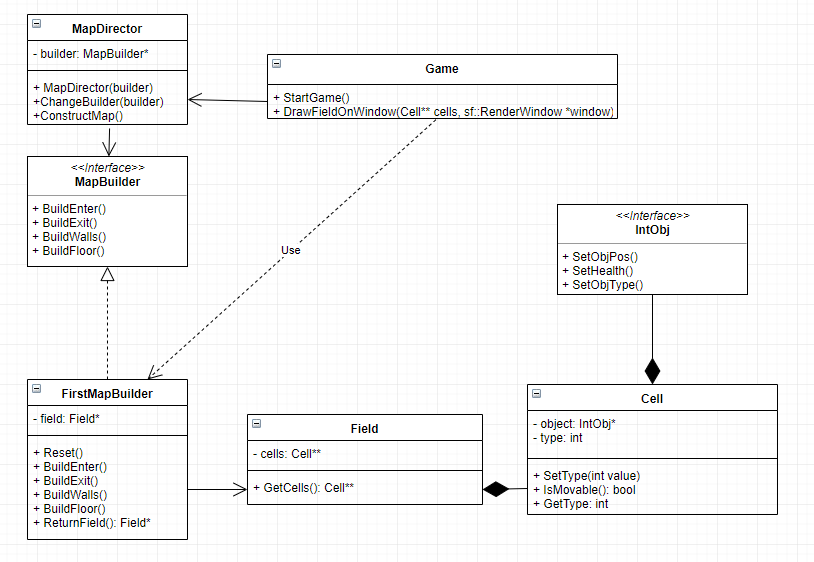 MapDirector
- builder: MapBuilder*
+ MapDirector(builder)
+ChangeBuilder(builder)
+ConstructMap()
Game
+ StartGame()
+ DrawFieldOnWindow(Cell** cells, sf::RenderWindow *window)
<<Interface>>
MapBuilder
+ BuildEnter()
+ BuildExit()
+ BuildWalls()
+ BuildFloor()
Use
<<Interface>>
IntObj
+ SetObjPos()
+ SetHealth()
+ SetObjType()
FirstMapBuilder
- field: Field*
+ Reset()
+ BuildEnter()
+ BuildExit()
+ BuildWalls()
+ BuildFloor()
+ ReturnField(): Field*
Field
- cells: Cell**
+ GetCells(): Cell**
Cell
- object: IntObj*
- type: int
+ SetType(int value)
+ IsMovable(): bool
+ GetType: int